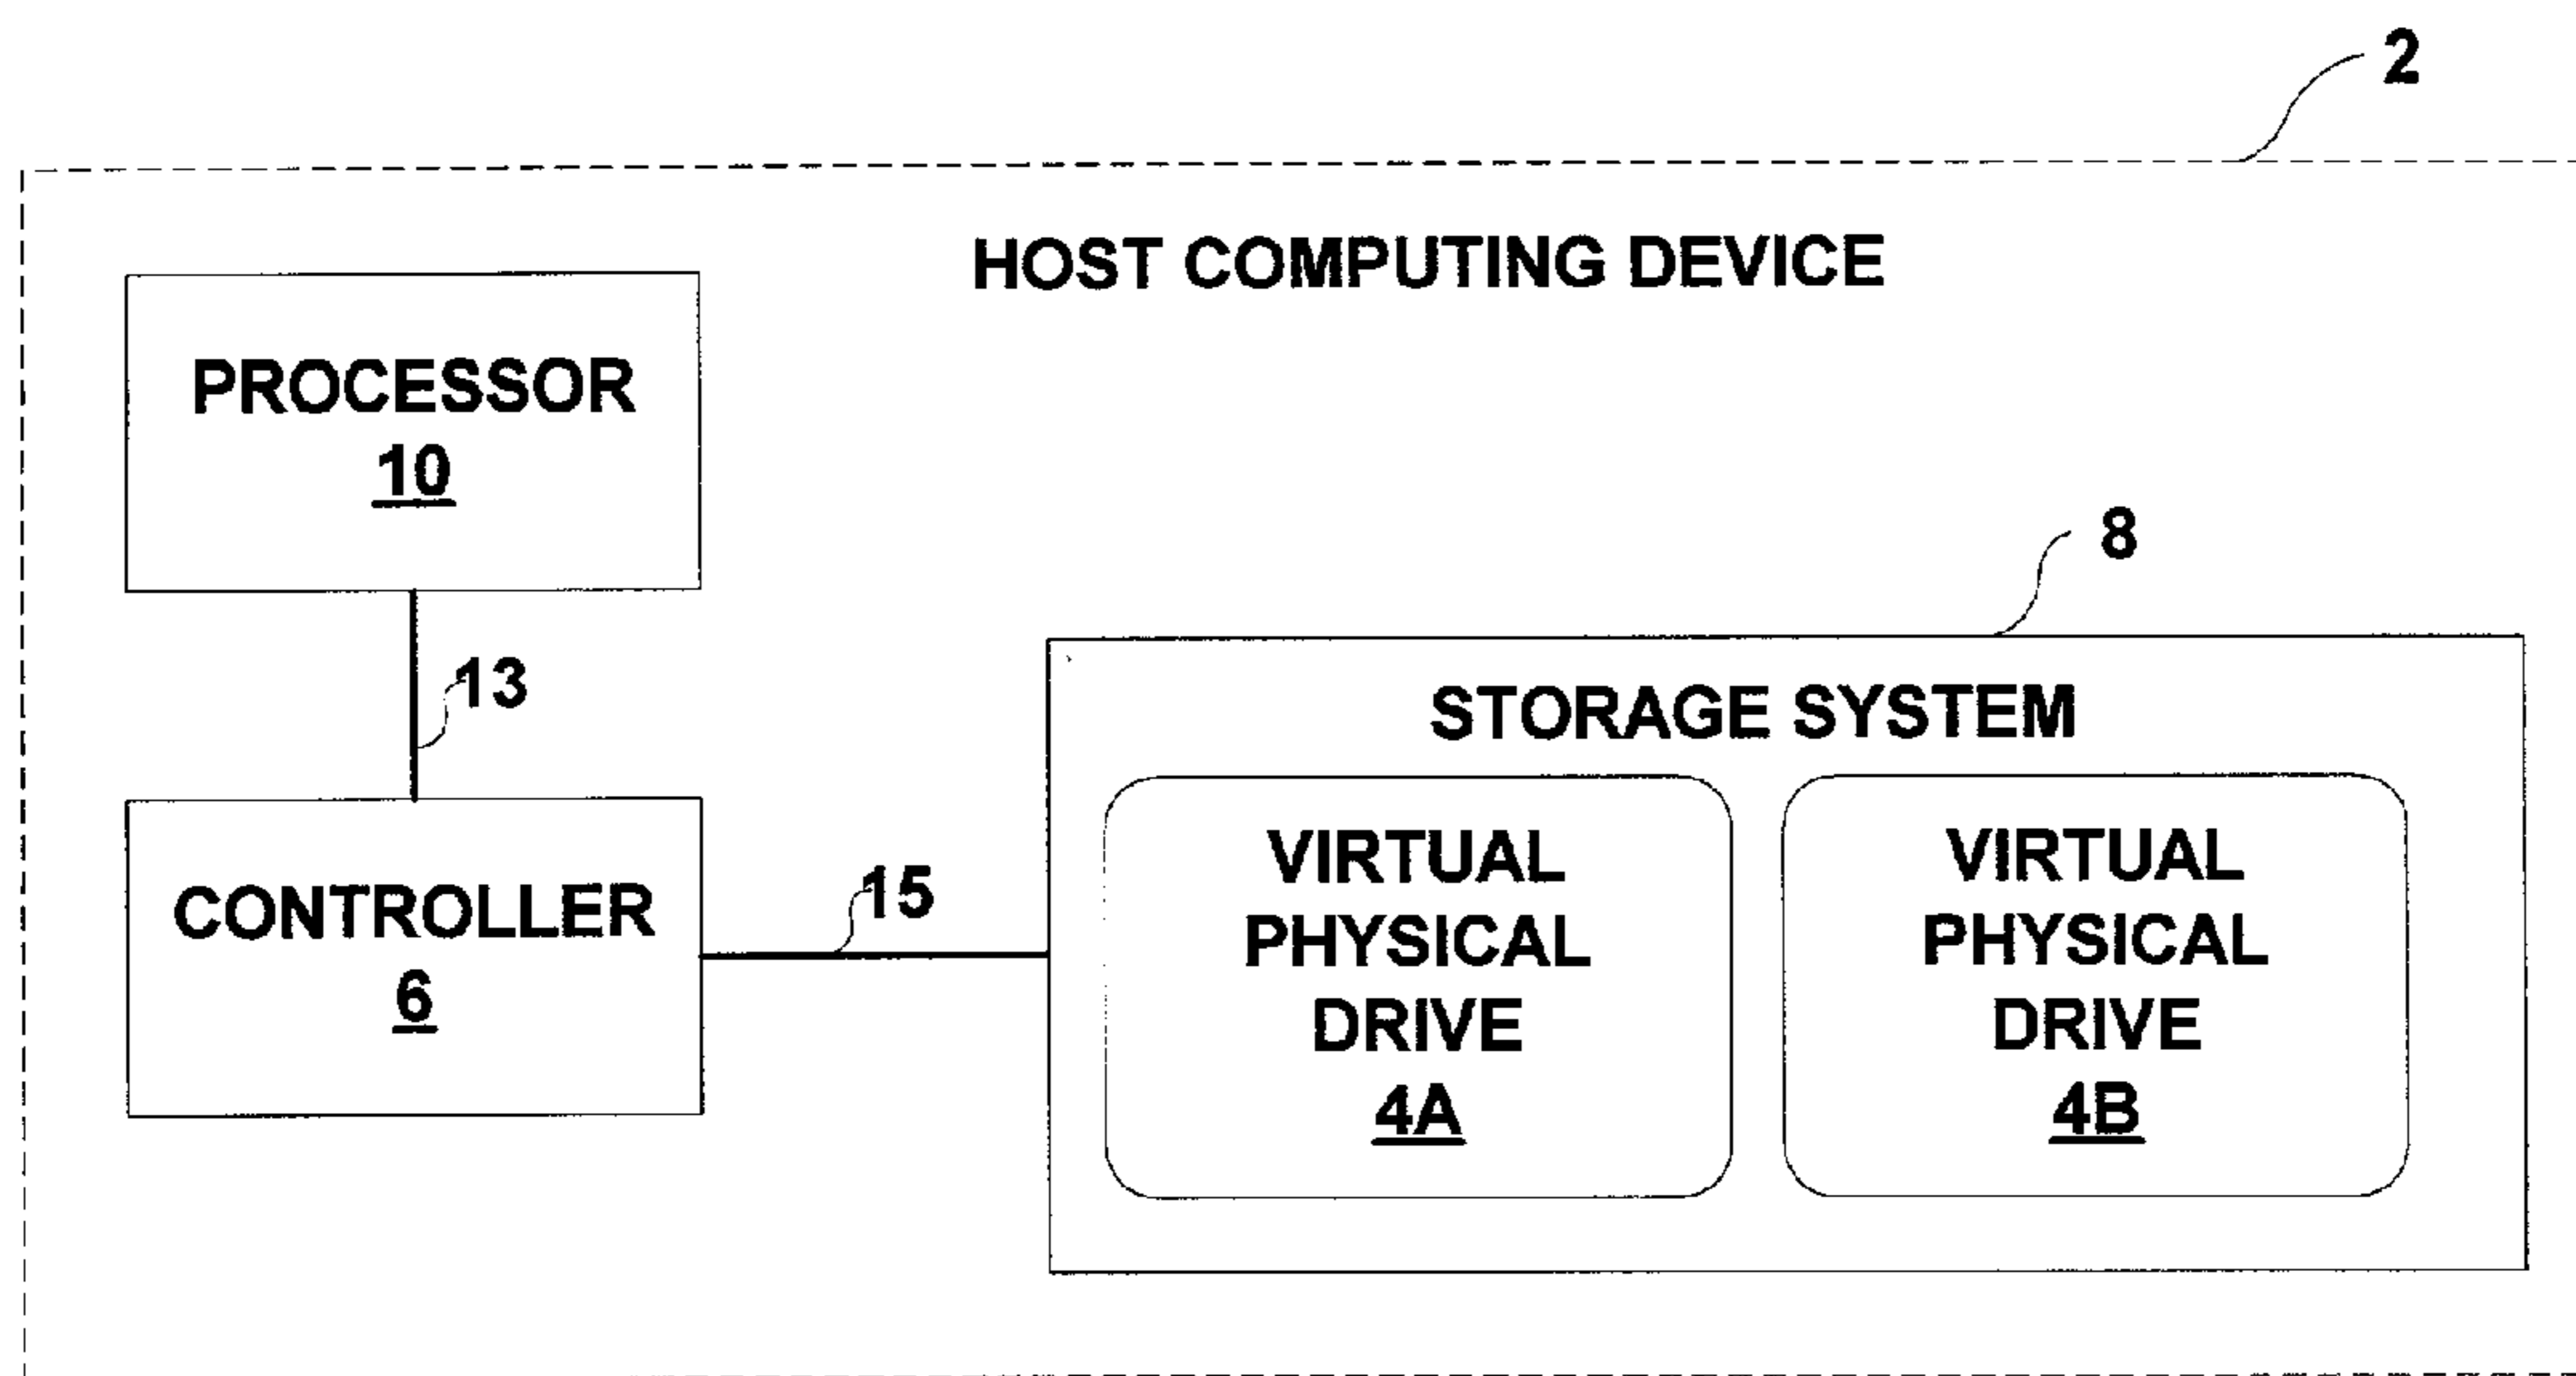 2
HOST COMPUTING DEVICE
PROCESSOR
10
8
13
STORAGE SYSTEM
CONTROLLER
6
15
VIRTUAL
PHYSICAL
DRIVE
4A
VIRTUAL
PHYSICAL
DRIVE
4B